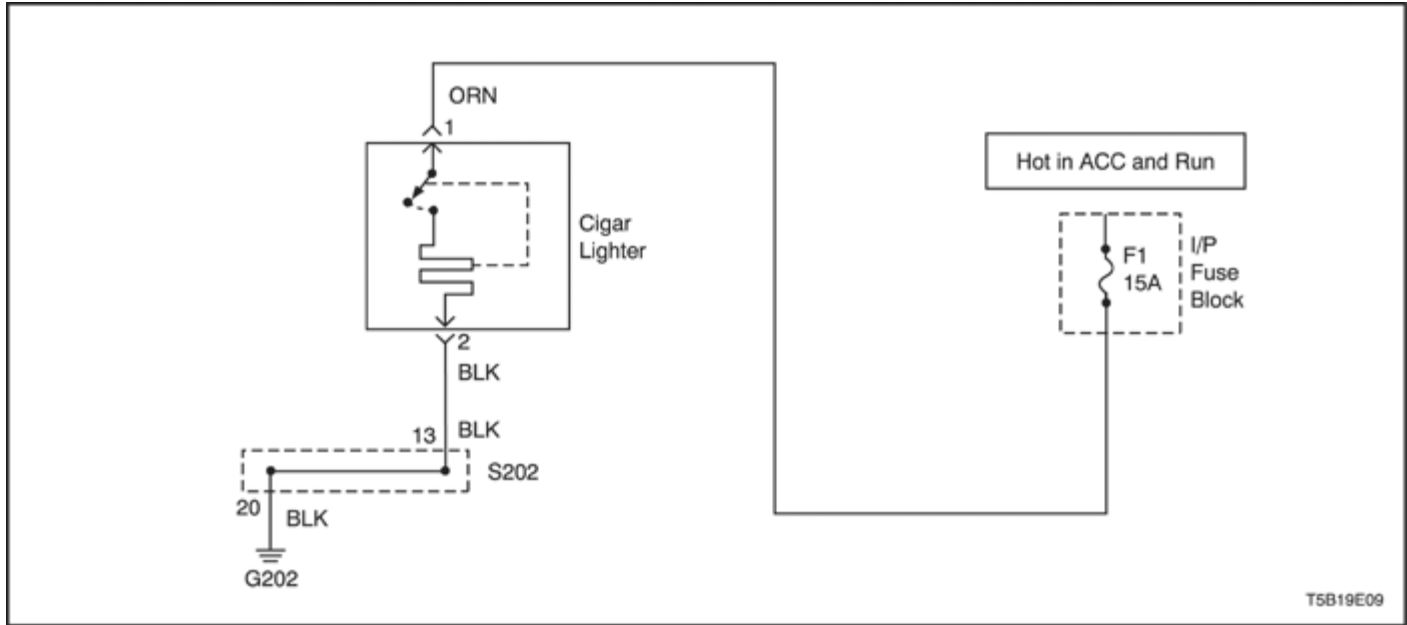 ORN
1
Hot in ACC and Run
Cigar
Lighter
F1
15A
I/P
Fuse
Block
2
BLK
13
BLK
S202
20
BLK
G202
T5B19E09